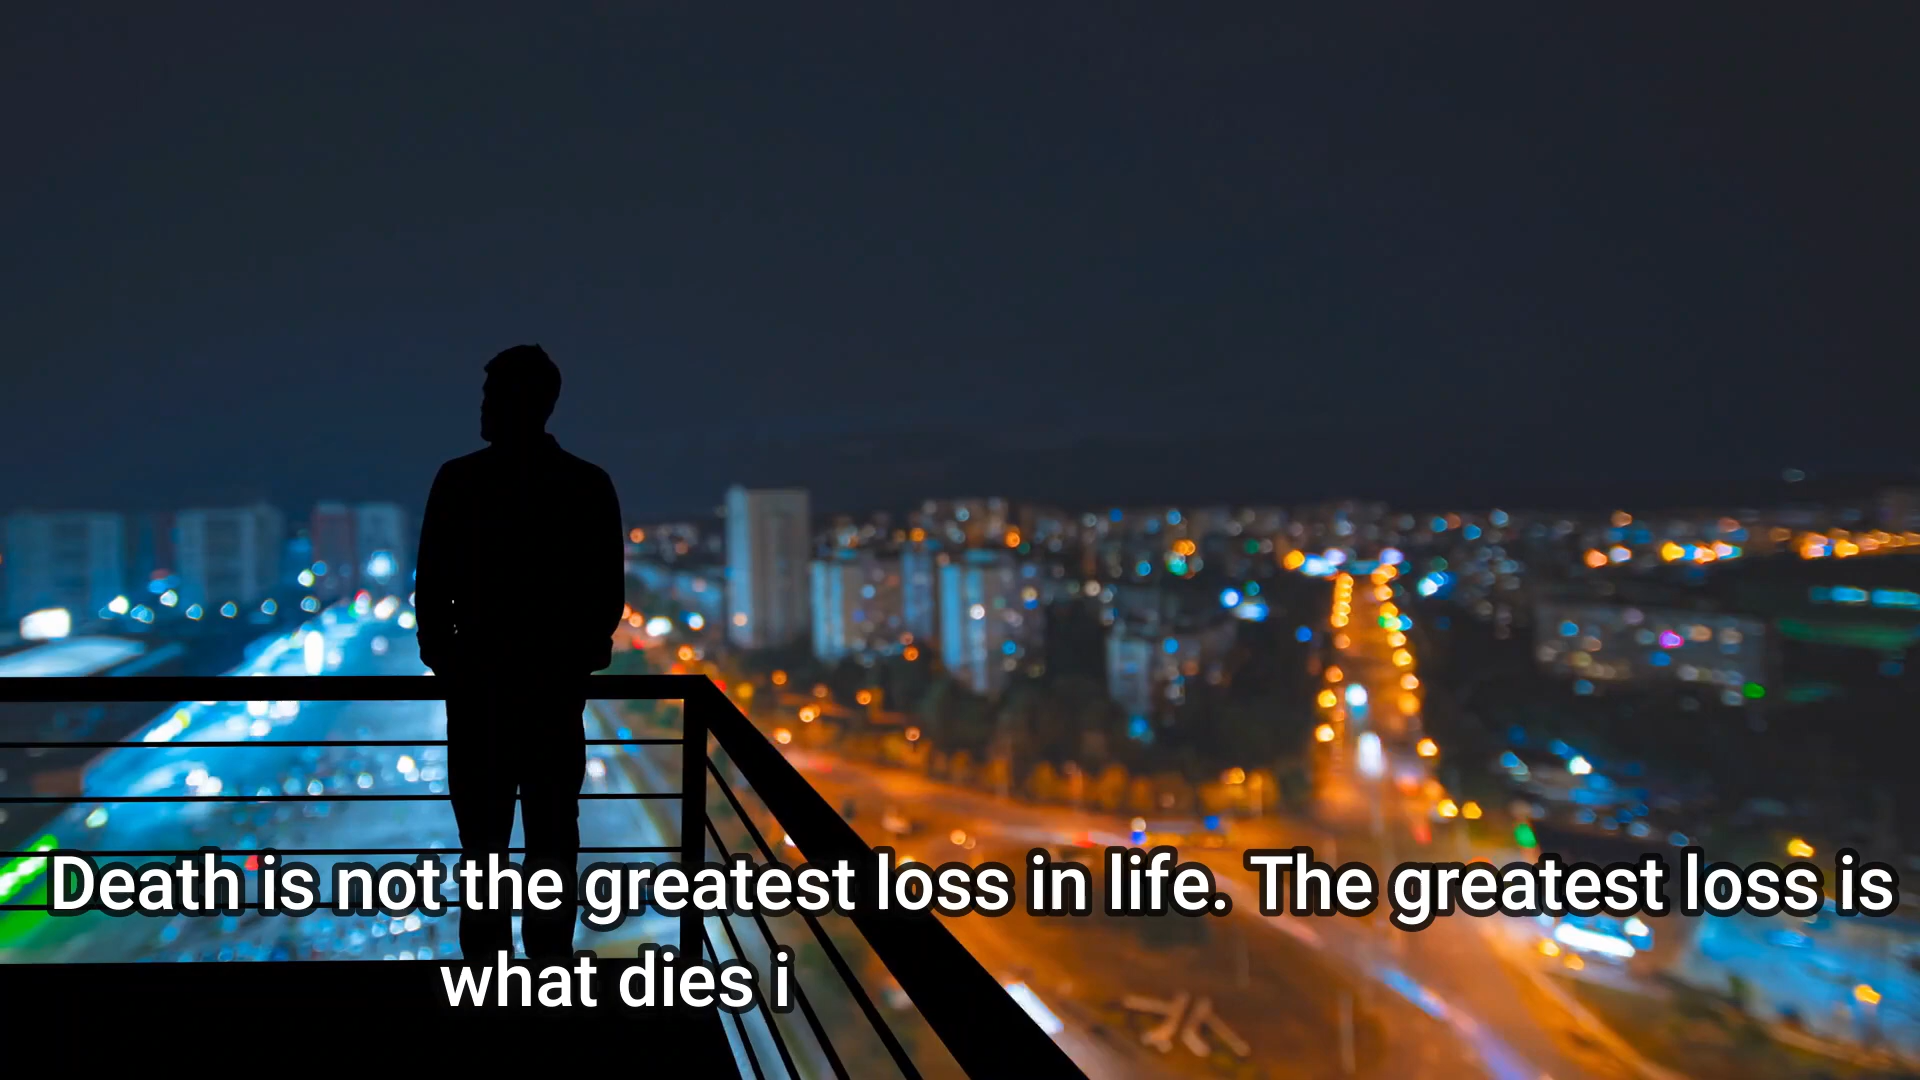 Death is not the greatest loss in life. The greatest loss is
what dies i